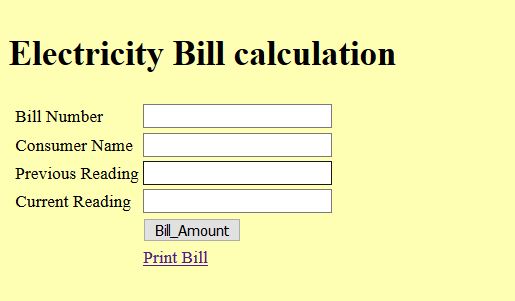 Electricity Bill calculation
Bill Number
Consumer Name
Previous Reading
Current Reading
Bill_Amount
Print Bill